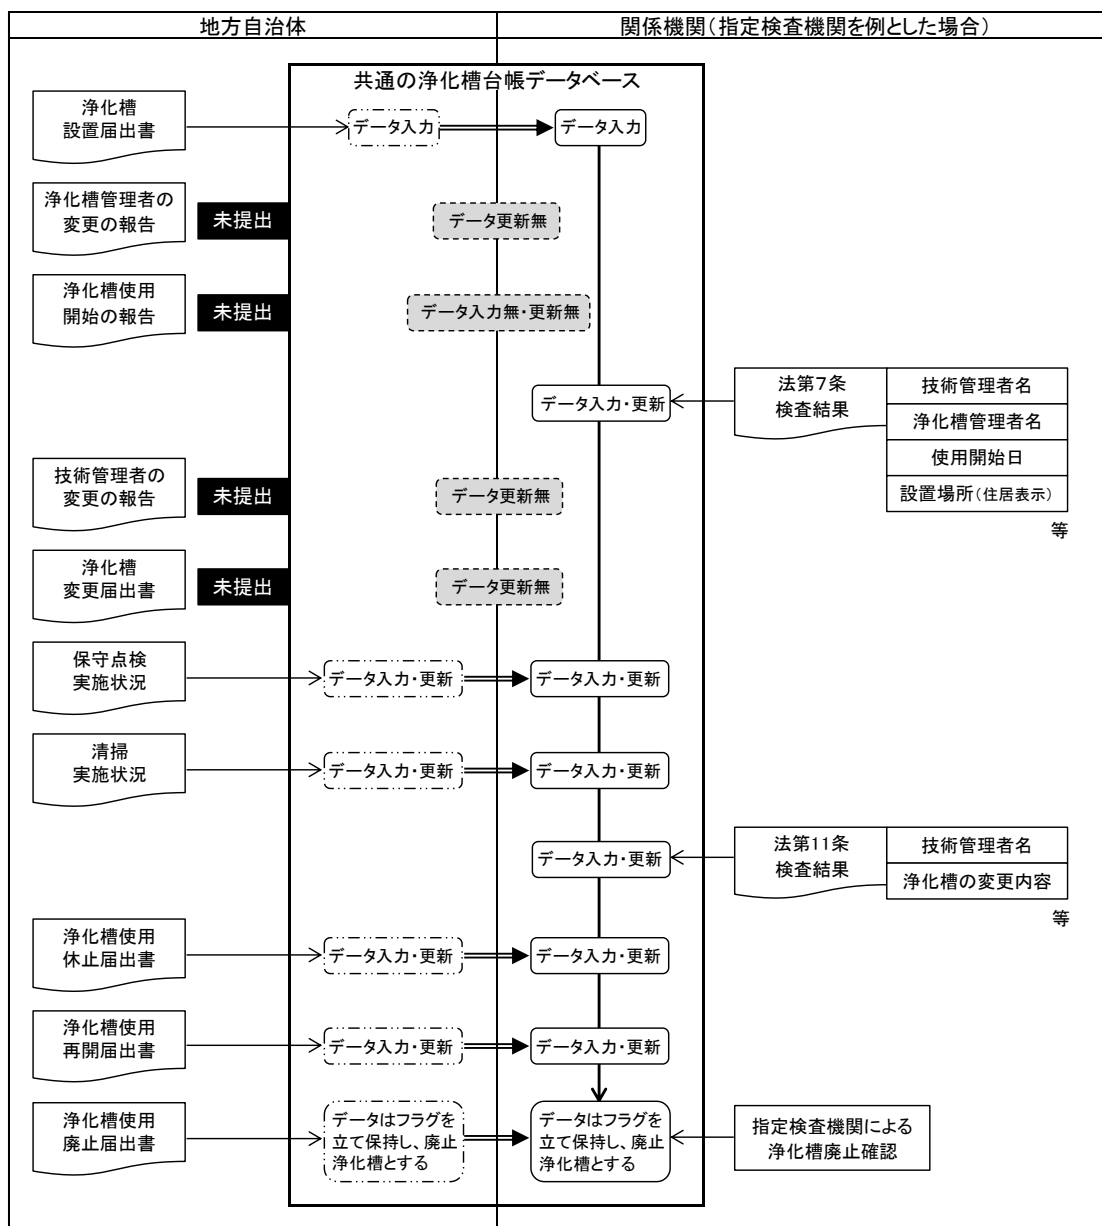 地方自治体
関係機関（指定検査機関を例とした場合）
共通の浄化槽台帳データベース
浄化槽
設置届出書
データ入力
データ入力
浄化槽管理者の
変更の報告
未提出
データ更新無
浄化槽使用
開始の報告
未提出
データ入力無・更新無
データ入力・更新
法第7条
検査結果
技術管理者名
浄化槽管理者名
使用開始日
設置場所（住居表示）
等
技術管理者の
変更の報告
未提出
データ更新無
浄化槽
変更届出書
未提出
データ更新無
保守点検
実施状況
データ入力・更新
データ入力・更新
清掃
実施状況
データ入力・更新
データ入力・更新
データ入力・更新
法第11条
検査結果
技術管理者名
浄化槽の変更内容
等
浄化槽使用
休止届出書
データ入力・更新
データ入力・更新
浄化槽使用
再開届出書
データ入力・更新
データ入力・更新
浄化槽使用
廃止届出書
データはフラグを
立て保持し、廃止
浄化槽とする
データはフラグを
立て保持し、廃止
浄化槽とする
指定検査機関による
浄化槽廃止確認